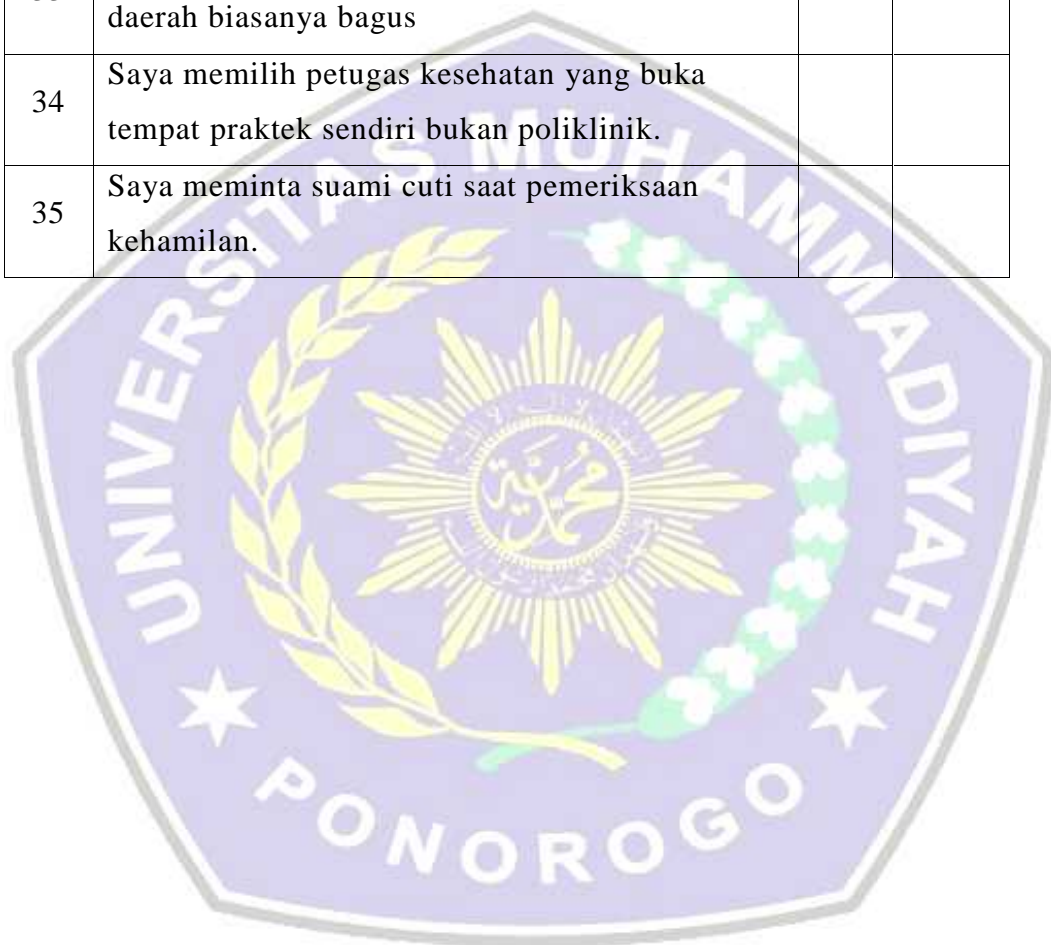 daerah biasanya bagus
34
Saya memilih petugas kesehatan yang buka
tempat praktek sendiri bukan poliklinik.
35
Saya meminta suami cuti saat pemeriksaan
kehamilan.
UNIVERSITAS MUHAMMADIYAH
PONOROGO
محمدية